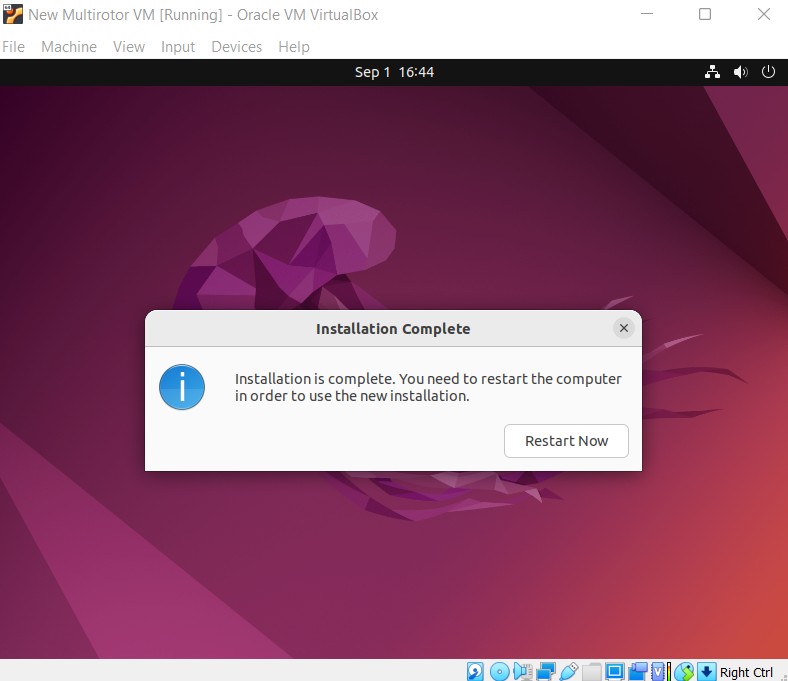 New Multirotor VM [Running] - Oracle VM VirtualBox
File Machine View Input Devices Help
Sep 1 16:44
Installation Complete
Installation is complete. You need to restart the computer
in order to use the new installation.
Restart Now
Right Ctrl